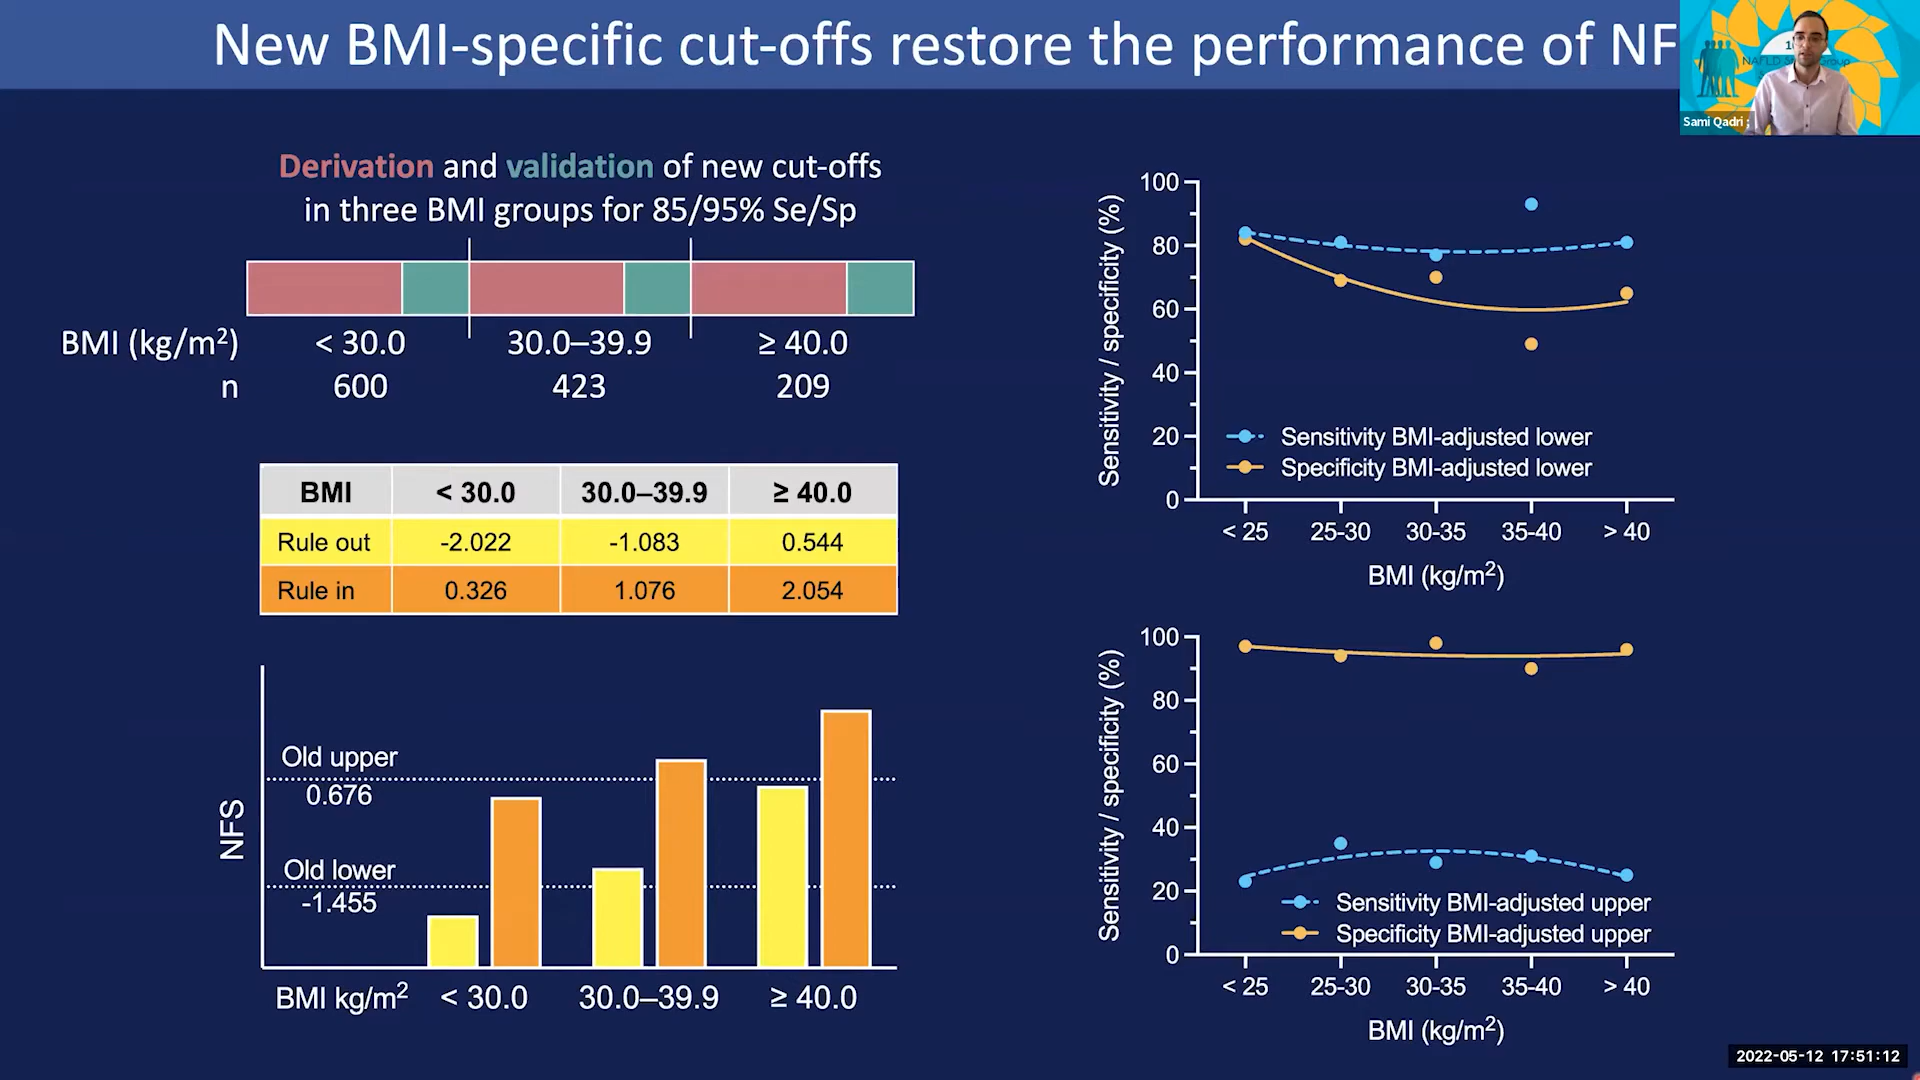 New BMI-specific cut-offs restore the performance of NF
Sami Qadri ;
Derivation and validation of new cut-offs
in three BMI groups for 85/95% Se/Sp
BMI (kg/m²) < 30.0 30.0–39.9 ≥ 40.0
n 600 423 209
BMI < 30.0 30.0–39.9 ≥ 40.0
Rule out -2.022 -1.083 0.544
Rule in 0.326 1.076 2.054
NFS
Old upper
0.676
Old lower
-1.455
BMI kg/m² < 30.0 30.0–39.9 ≥ 40.0
Sensitivity / specificity (%)
100
80
60
40
20
0
Sensitivity BMI-adjusted lower
Specificity BMI-adjusted lower
< 25 25-30 30-35 35-40 > 40
BMI (kg/m²)
Sensitivity / specificity (%)
100
80
60
40
20
0
Sensitivity BMI-adjusted upper
Specificity BMI-adjusted upper
< 25 25-30 30-35 35-40 > 40
BMI (kg/m²)
2022-05-12 17:51:12